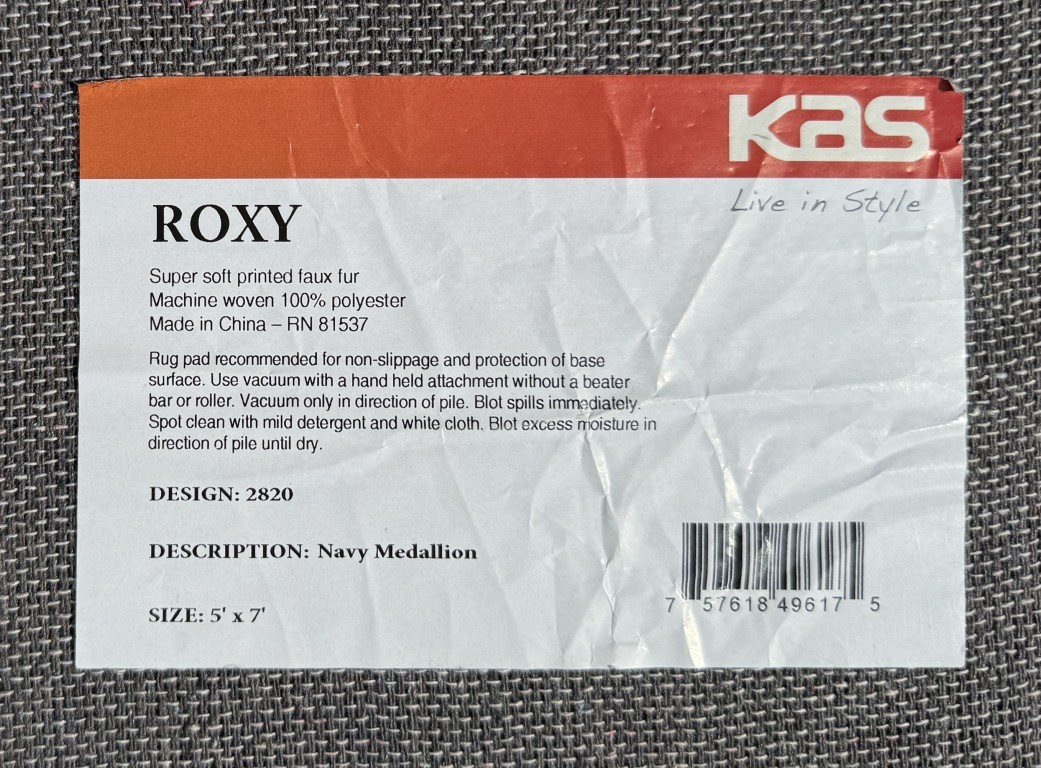 Kas
Live in Style
ROXY
Super soft printed faux fur
Machine woven 100% polyester
Made in China – RN 81537
Rug pad recommended for non-slippage and protection of base
surface. Use vacuum with a hand held attachment without a beater
bar or roller. Vacuum only in direction of pile. Blot spills immediately.
Spot clean with mild detergent and white cloth. Blot excess moisture in
direction of pile until dry.
DESIGN: 2820
DESCRIPTION: Navy Medallion
SIZE: 5' x 7'
7 57618 49617 5